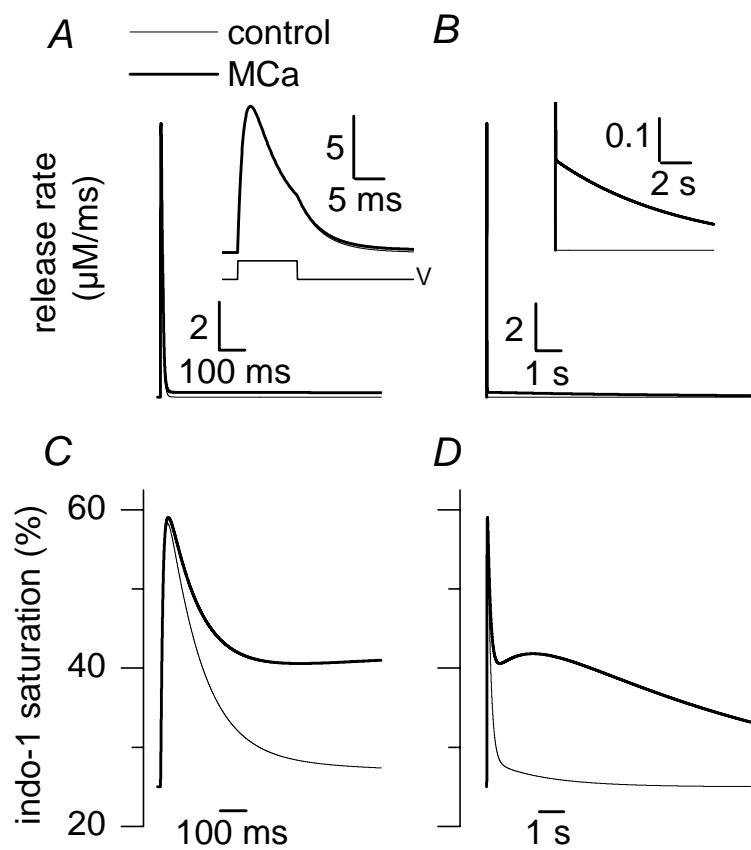 A
control
MCa
B
release rate
(µM/ms)
5
5 ms
V
0.1
2 s
2
100 ms
2
1 s
C
D
indo-1 saturation (%)
60
40
20
100 ms
1 s